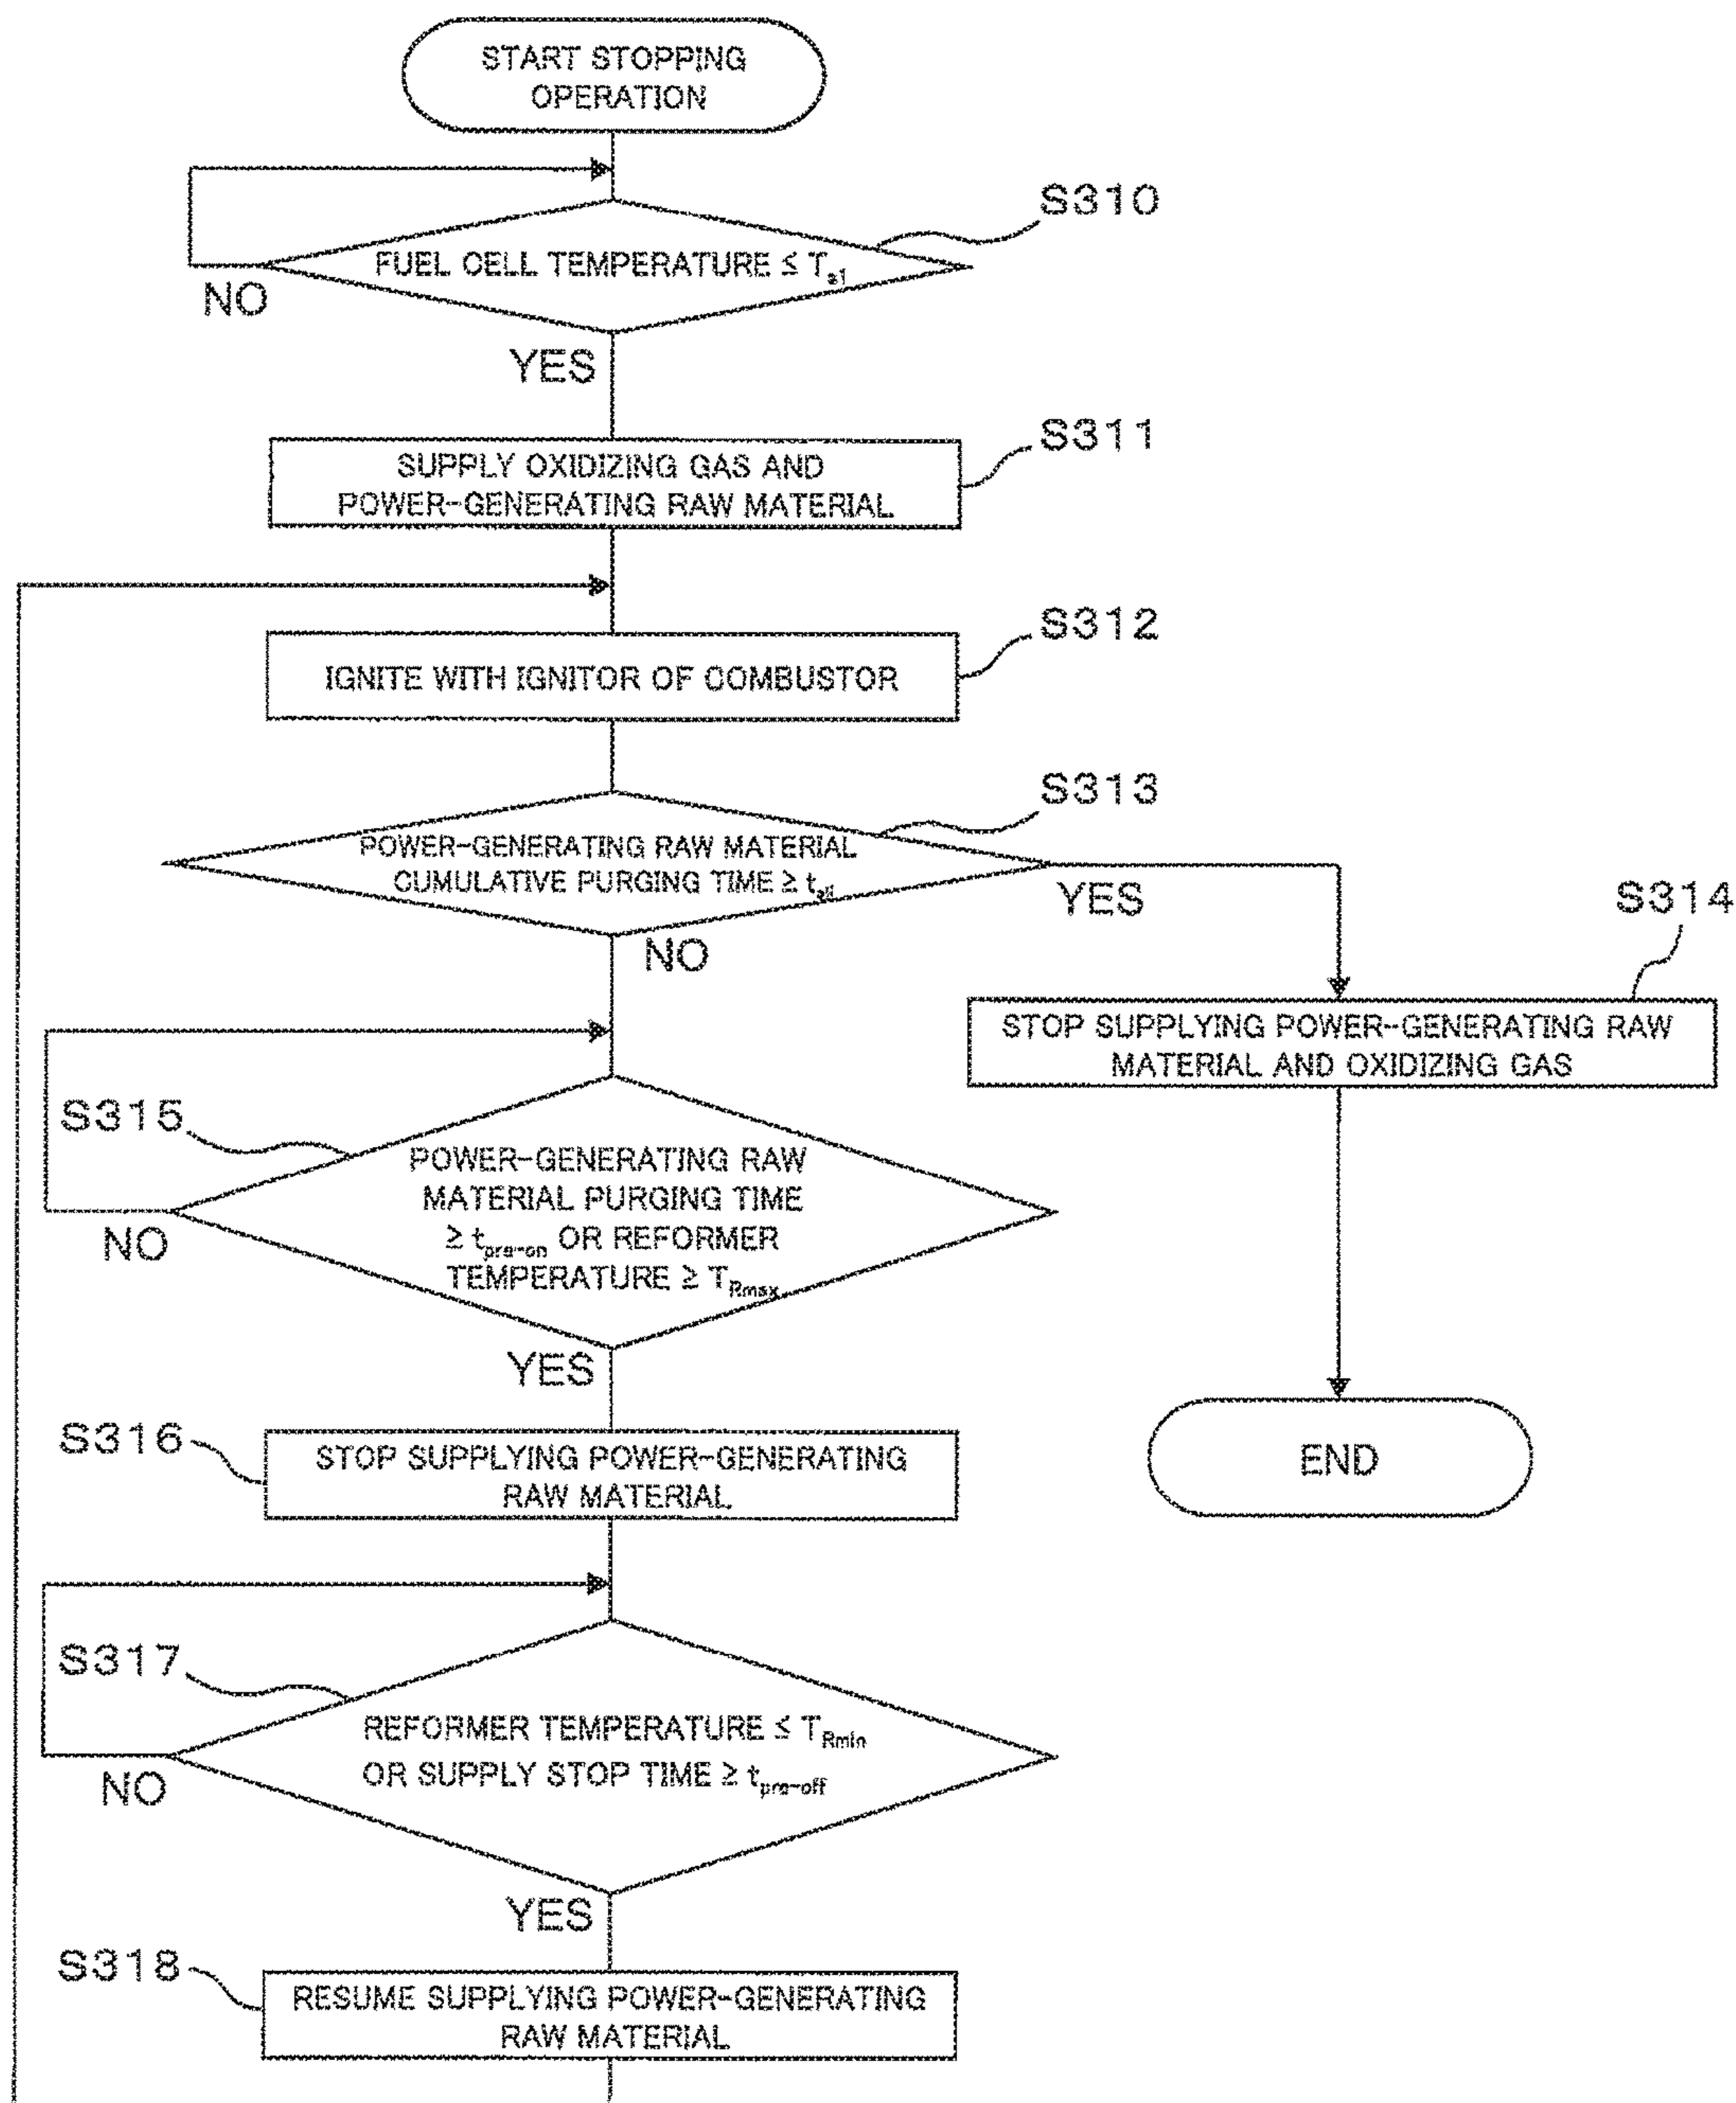 START STOPPING
OPERATION
S310
FUEL CELL TEMPERATURE ≤ Ta1
NO
YES
S311
SUPPLY OXIDIZING GAS AND
POWER-GENERATING RAW MATERIAL
S312
IGNITE WITH IGNITOR OF COMBUSTOR
S313
POWER-GENERATING RAW MATERIAL
CUMULATIVE PURGING TIME ≥ tall
YES
NO
S314
STOP SUPPLYING POWER-GENERATING RAW
MATERIAL AND OXIDIZING GAS
END
S315
POWER-GENERATING RAW
MATERIAL PURGING TIME
≥ tpre-on OR REFORMER
TEMPERATURE ≥ TRmax
NO
YES
S316
STOP SUPPLYING POWER-GENERATING
RAW MATERIAL
S317
REFORMER TEMPERATURE ≤ TRmin
OR SUPPLY STOP TIME ≥ tpre-off
NO
YES
S318
RESUME SUPPLYING POWER-GENERATING
RAW MATERIAL